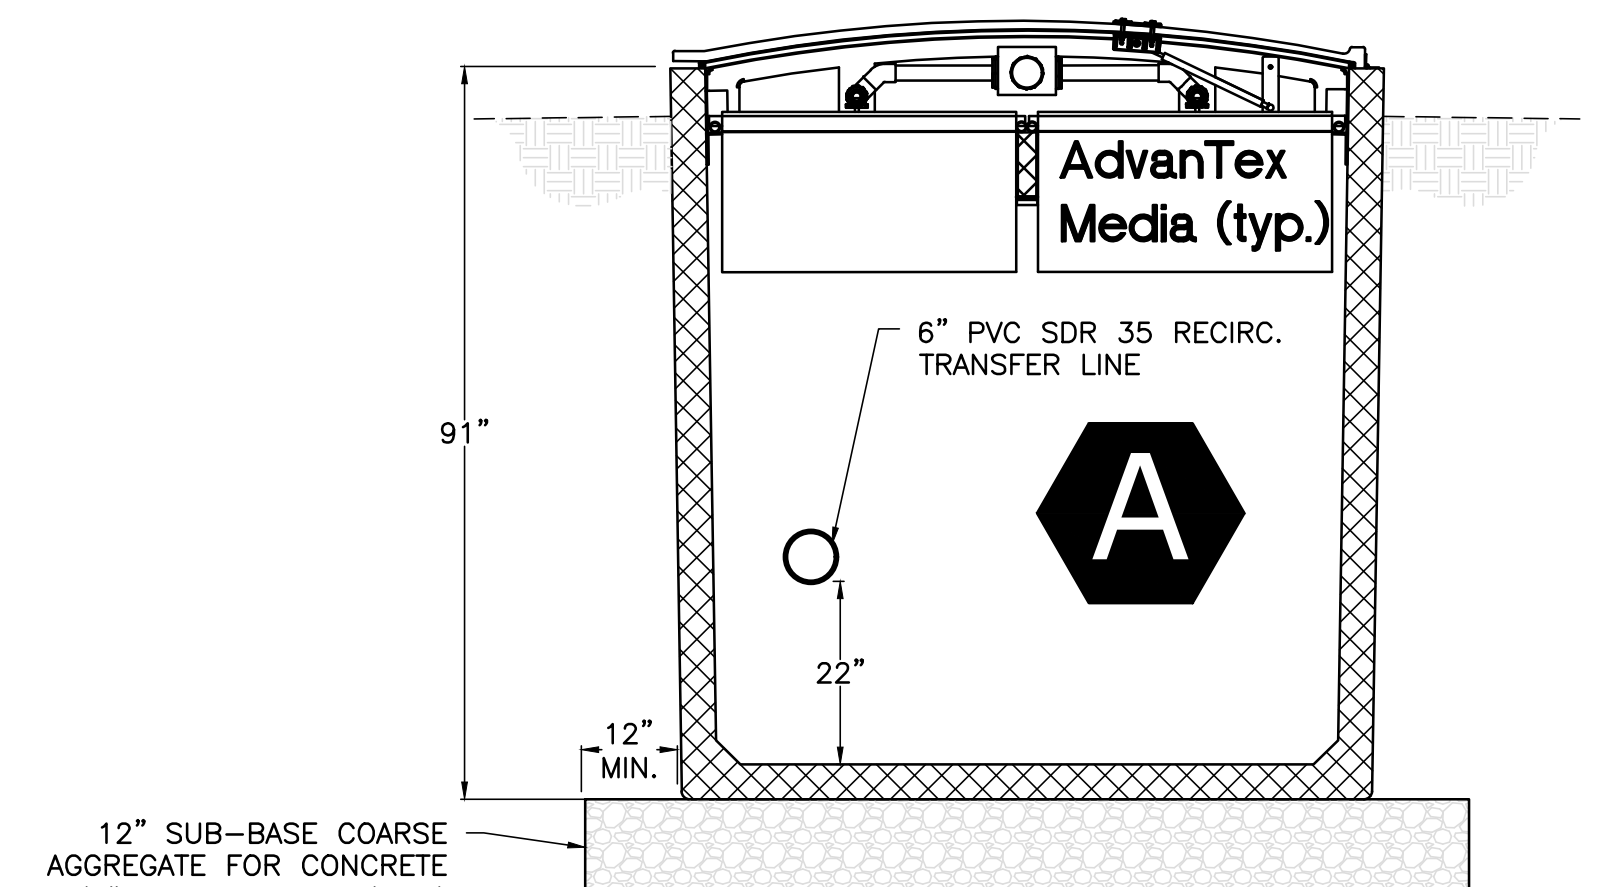 AdvanTex
Media (typ.)
6” PVC SDR 35 RECIRC.
TRANSFER LINE
91”
A
22”
12”
MIN.
12” SUB-BASE COARSE
AGGREGATE FOR CONCRETE